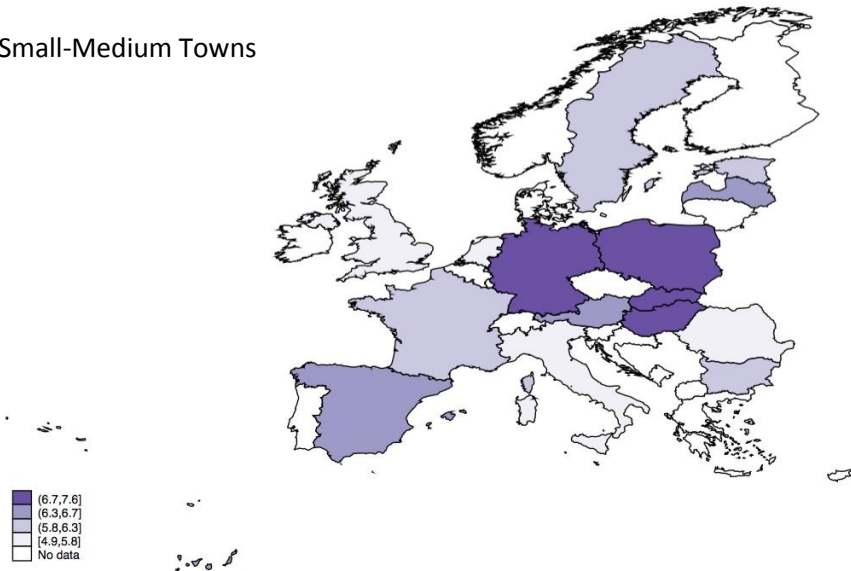 Small-Medium Towns
(6.7,7.6]
(6.3,6.7]
(5.8,6.3]
[4.9,5.8]
No data